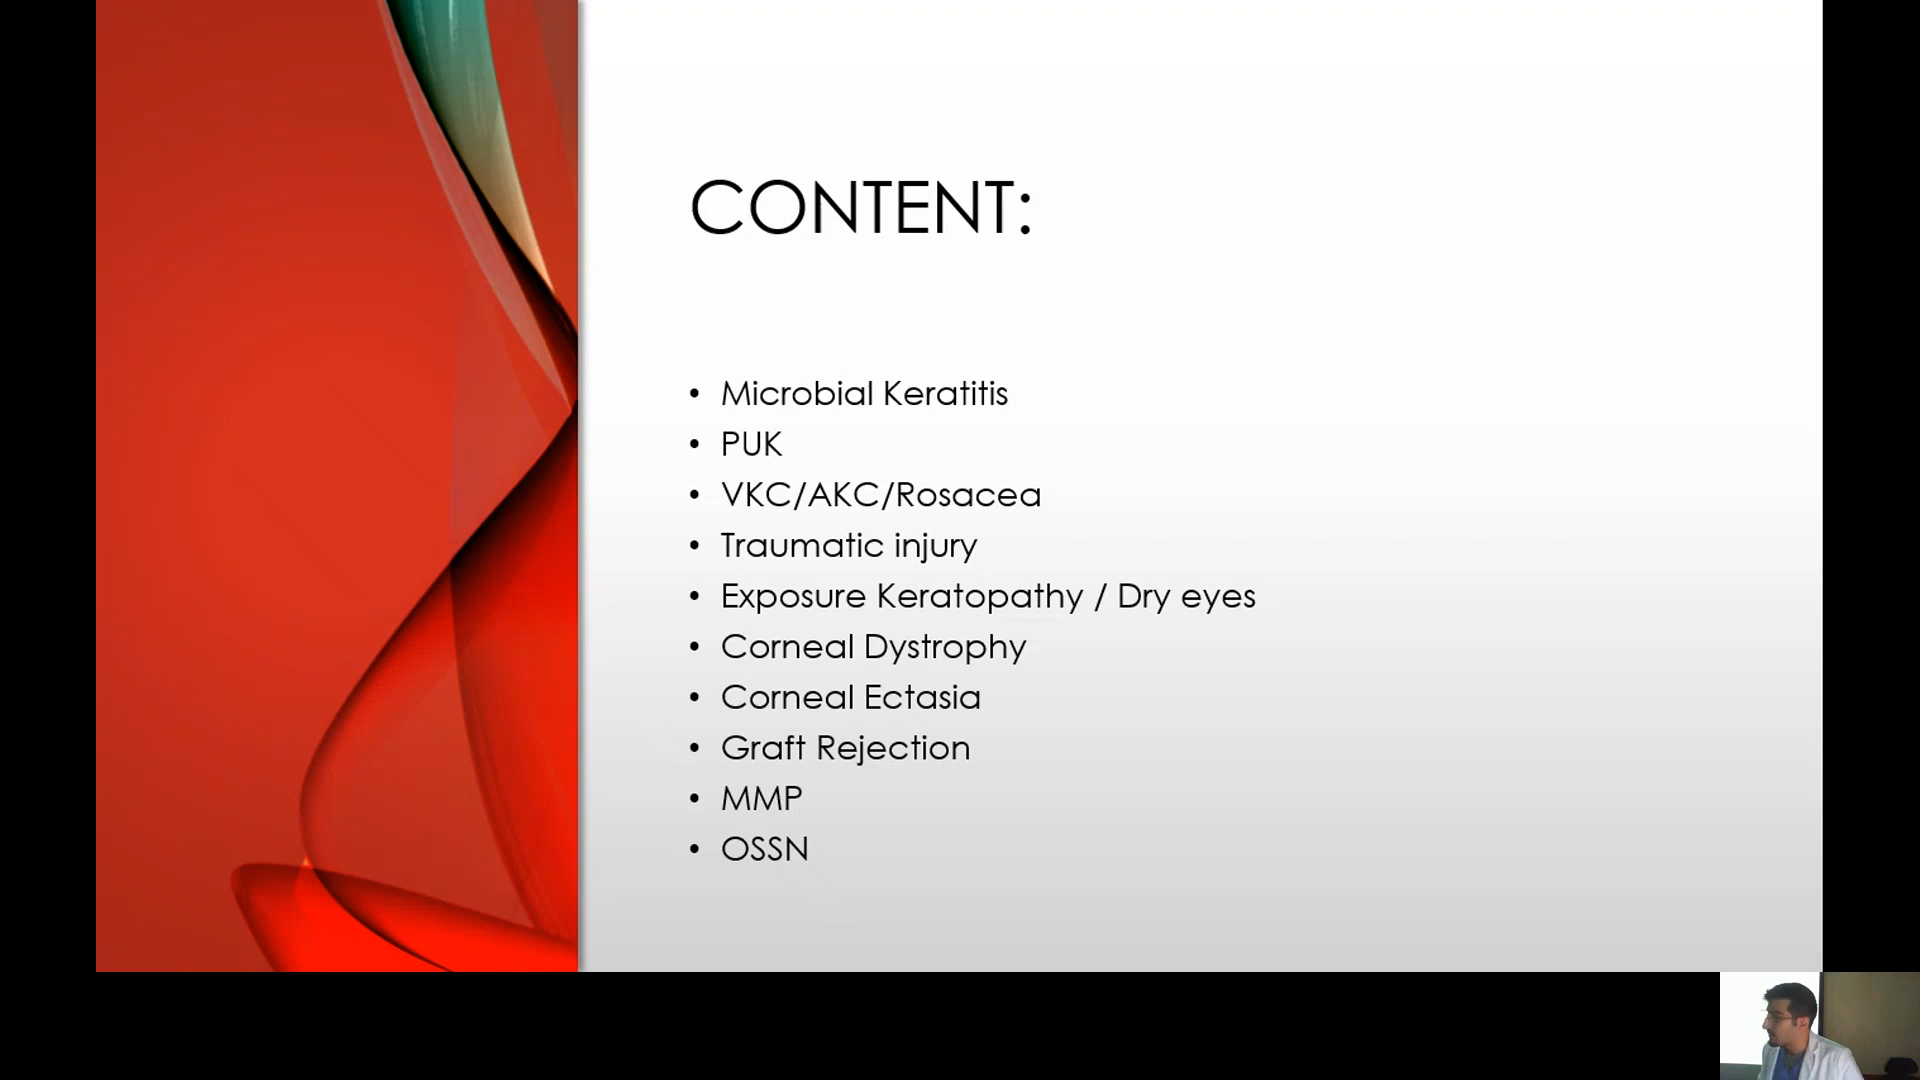 CONTENT:
• Microbial Keratitis
• PUK
• VKC/AKC/Rosacea
• Traumatic injury
• Exposure Keratopathy / Dry eyes
• Corneal Dystrophy
• Corneal Ectasia
• Graft Rejection
• MMP
• OSSN